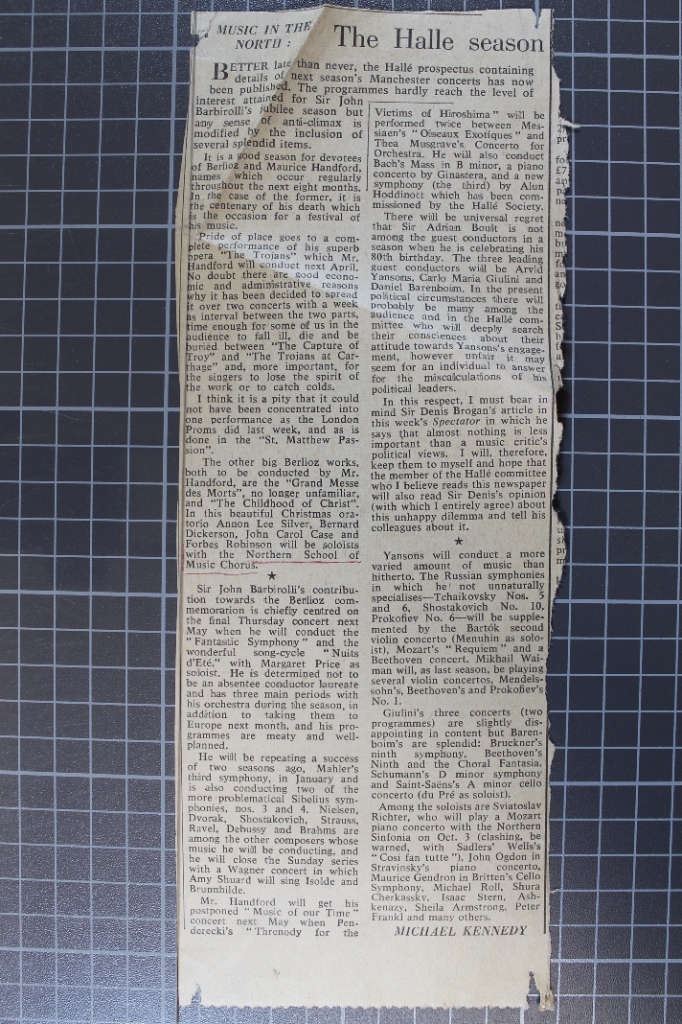 MUSIC IN THE
NORTH :
The Halle season
BETTER late than never, the Hallé prospectus containing
details of next season's Manchester concerts has now
been published. The programmes hardly reach the level of
interest attained for Sir John
Barbirolli's jubilee season but
any sense of anti-climax is
modified by the inclusion of
several splendid items.
It is a good season for devotees
of Berlioz and Maurice Handford,
names which occur regularly
throughout the next eight months.
In the case of the former, it is
the centenary of his death which
is the occasion for a festival of
his music.
Pride of place goes to a com-
plete performance of his superb
opera "The Trojans" which Mr.
Handford will conduct next April.
No doubt there are good econo-
mic and administrative reasons
why it has been decided to spread
it over two concerts with a week
as interval between the two parts,
time enough for some of us in the
audience to fall ill, die and be
buried between "The Capture of
Troy" and "The Trojans at Car-
thage" and, more important, for
the singers to lose the spirit of
the work or to catch colds.
I think it is a pity that it could
not have been concentrated into
one performance as the London
Proms did last week, and as is
done in the "St. Matthew Pas-
sion".
The other big Berlioz works,
both to be conducted by Mr.
Handford, are the "Grand Messe
des Morts", no longer unfamiliar,
and "The Childhood of Christ".
In this beautiful Christmas ora-
torio Annon Lee Silver, Bernard
Dickerson, John Carol Case and
Forbes Robinson will be soloists
with the Northern School of
Music Chorus.
★
Sir John Barbirolli's contribu-
tion towards the Berlioz com-
memoration is chiefly centred on
the final Thursday concert next
May when he will conduct the
"Fantastic Symphony" and the
wonderful song-cycle "Nuits
d'Eté," with Margaret Price as
soloist. He is determined not to
be an absentee conductor laureate
and has three main periods with
his orchestra during the season, in
addition to taking them to
Europe next month, and his pro-
grammes are meaty and well-
planned.
He will be repeating a success
of two seasons ago, Mahler's
third symphony, in January and
is also conducting two of the
more problematical Sibelius sym-
phonies, nos. 3 and 4. Nielsen,
Dvorak, Shostakovich, Strauss,
Ravel, Debussy and Brahms are
among the other composers whose
music he will be conducting, and
he will close the Sunday series
with a Wagner concert in which
Amy Shuard will sing Isolde and
Brunnhilde.
Mr. Handford will get his
postponed "Music of our Time"
concert next May when Pen-
derecki's "Threnody for the
Victims of Hiroshima" will be
performed twice between Mes-
siaen's "Oiseaux Exotiques" and
Thea Musgrave's Concerto for
Orchestra. He will also conduct
Bach's Mass in B minor, a piano
concerto by Ginastera, and a new
symphony (the third) by Alun
Hoddinott which has been com-
missioned by the Hallé Society.
There will be universal regret
that Sir Adrian Boult is not
among the guest conductors in a
season when he is celebrating his
80th birthday. The three leading
guest conductors will be Arvid
Yansons, Carlo Maria Giulini and
Daniel Barenboim. In the present
political circumstances there will
probably be many among the
audience and in the Hallé com-
mittee who will deeply search
their consciences about their
attitude towards Yansons's engage-
ment, however unfair it may
seem for an individual to answer
for the miscalculations of his
political leaders.
In this respect, I must bear in
mind Sir Denis Brogan's article in
this week's Spectator in which he
says that almost nothing is less
important than a music critic's
political views. I will, therefore,
keep them to myself and hope that
the member of the Hallé committee
who I believe reads this newspaper
will also read Sir Denis's opinion
(with which I entirely agree) about
this unhappy dilemma and tell his
colleagues about it.
★
Yansons will conduct a more
varied amount of music than
hitherto. The Russian symphonies
in which he not unnaturally
specialises—Tchaikovsky Nos. 5
and 6, Shostakovich No. 10,
Prokofiev No. 6—will be supple-
mented by the Bartók second
violin concerto (Menuhin as solo-
ist), Mozart's "Requiem" and a
Beethoven concert. Mikhail Wai-
man will, as last season, be playing
several violin concertos, Mendels-
sohn's, Beethoven's and Prokofiev's
No. 1.
Giulini's three concerts (two
programmes) are slightly dis-
appointing in content but Baren-
boim's are splendid: Bruckner's
ninth symphony, Beethoven's
Ninth and the Choral Fantasia,
Schumann's D minor symphony
and Saint-Saëns's A minor cello
concerto (du Pré as soloist).
Among the soloists are Sviatoslav
Richter, who will play a Mozart
piano concerto with the Northern
Sinfonia on Oct. 3 (clashing, be
warned, with Sadlers' Wells's
"Cosi fan tutte"), John Ogdon in
Stravinsky's piano concerto,
Maurice Gendron in Britten's Cello
Symphony, Michael Roll, Shura
Cherkassky, Isaac Stern, Ash-
kenazy, Sheila Armstrong, Peter
Frankl and many others.
MICHAEL KENNEDY